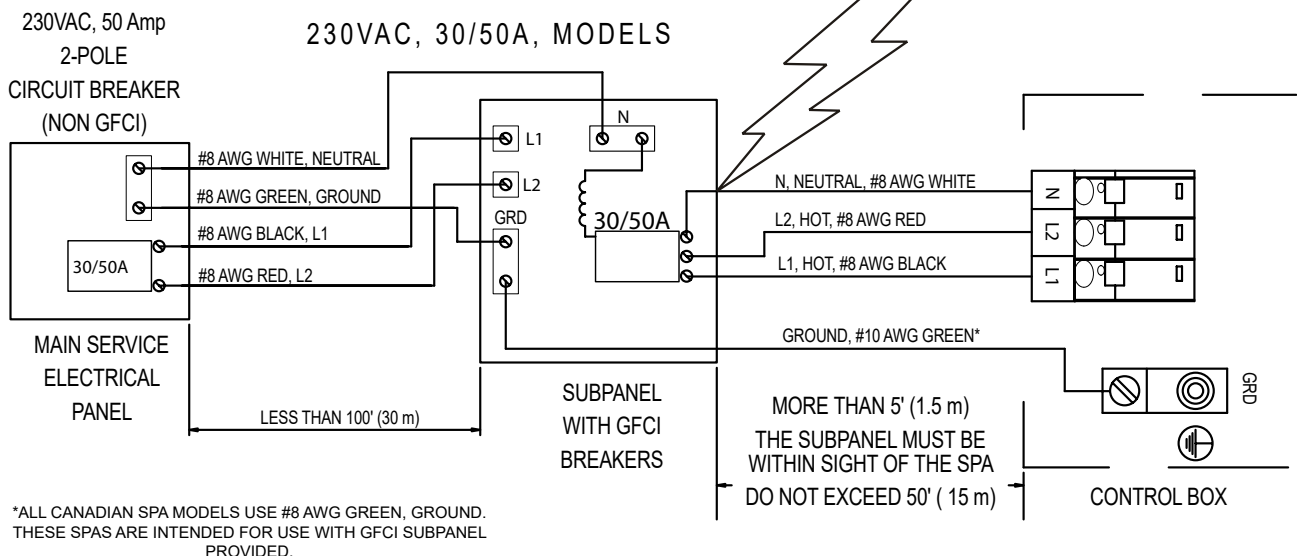 230VAC, 50 Amp
2-POLE
CIRCUIT BREAKER
(NON GFCI)
230VAC, 30/50A, MODELS
#8 AWG WHITE, NEUTRAL
#8 AWG GREEN, GROUND
#8 AWG BLACK, L1
#8 AWG RED, L2
30/50A
MAIN SERVICE
ELECTRICAL
PANEL
LESS THAN 100' (30 m)
L1
L2
GRD
N
30/50A
SUBPANEL
WITH GFCI
BREAKERS
N, NEUTRAL, #8 AWG WHITE
L2, HOT, #8 AWG RED
L1, HOT, #8 AWG BLACK
GROUND, #10 AWG GREEN*
N
L2
L1
GRD
MORE THAN 5' (1.5 m)
THE SUBPANEL MUST BE
WITHIN SIGHT OF THE SPA
DO NOT EXCEED 50' ( 15 m)
CONTROL BOX
*ALL CANADIAN SPA MODELS USE #8 AWG GREEN, GROUND.
THESE SPAS ARE INTENDED FOR USE WITH GFCI SUBPANEL
PROVIDED.